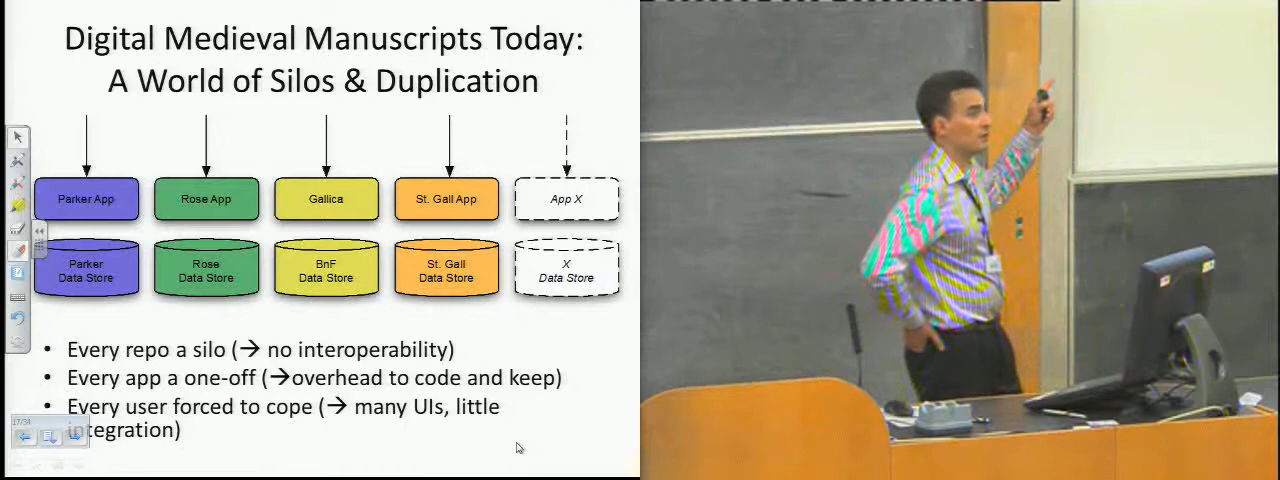 Digital Medieval Manuscripts Today:
A World of Silos & Duplication
Parker App
Rose App
Gallica
St. Gall App
App X
Parker
Data Store
Rose
Data Store
BnF
Data Store
St. Gall
Data Store
X
Data Store
• Every repo a silo (→ no interoperability)
• Every app a one-off (→overhead to code and keep)
• Every user forced to cope (→ many UIs, little
integration)
17/34